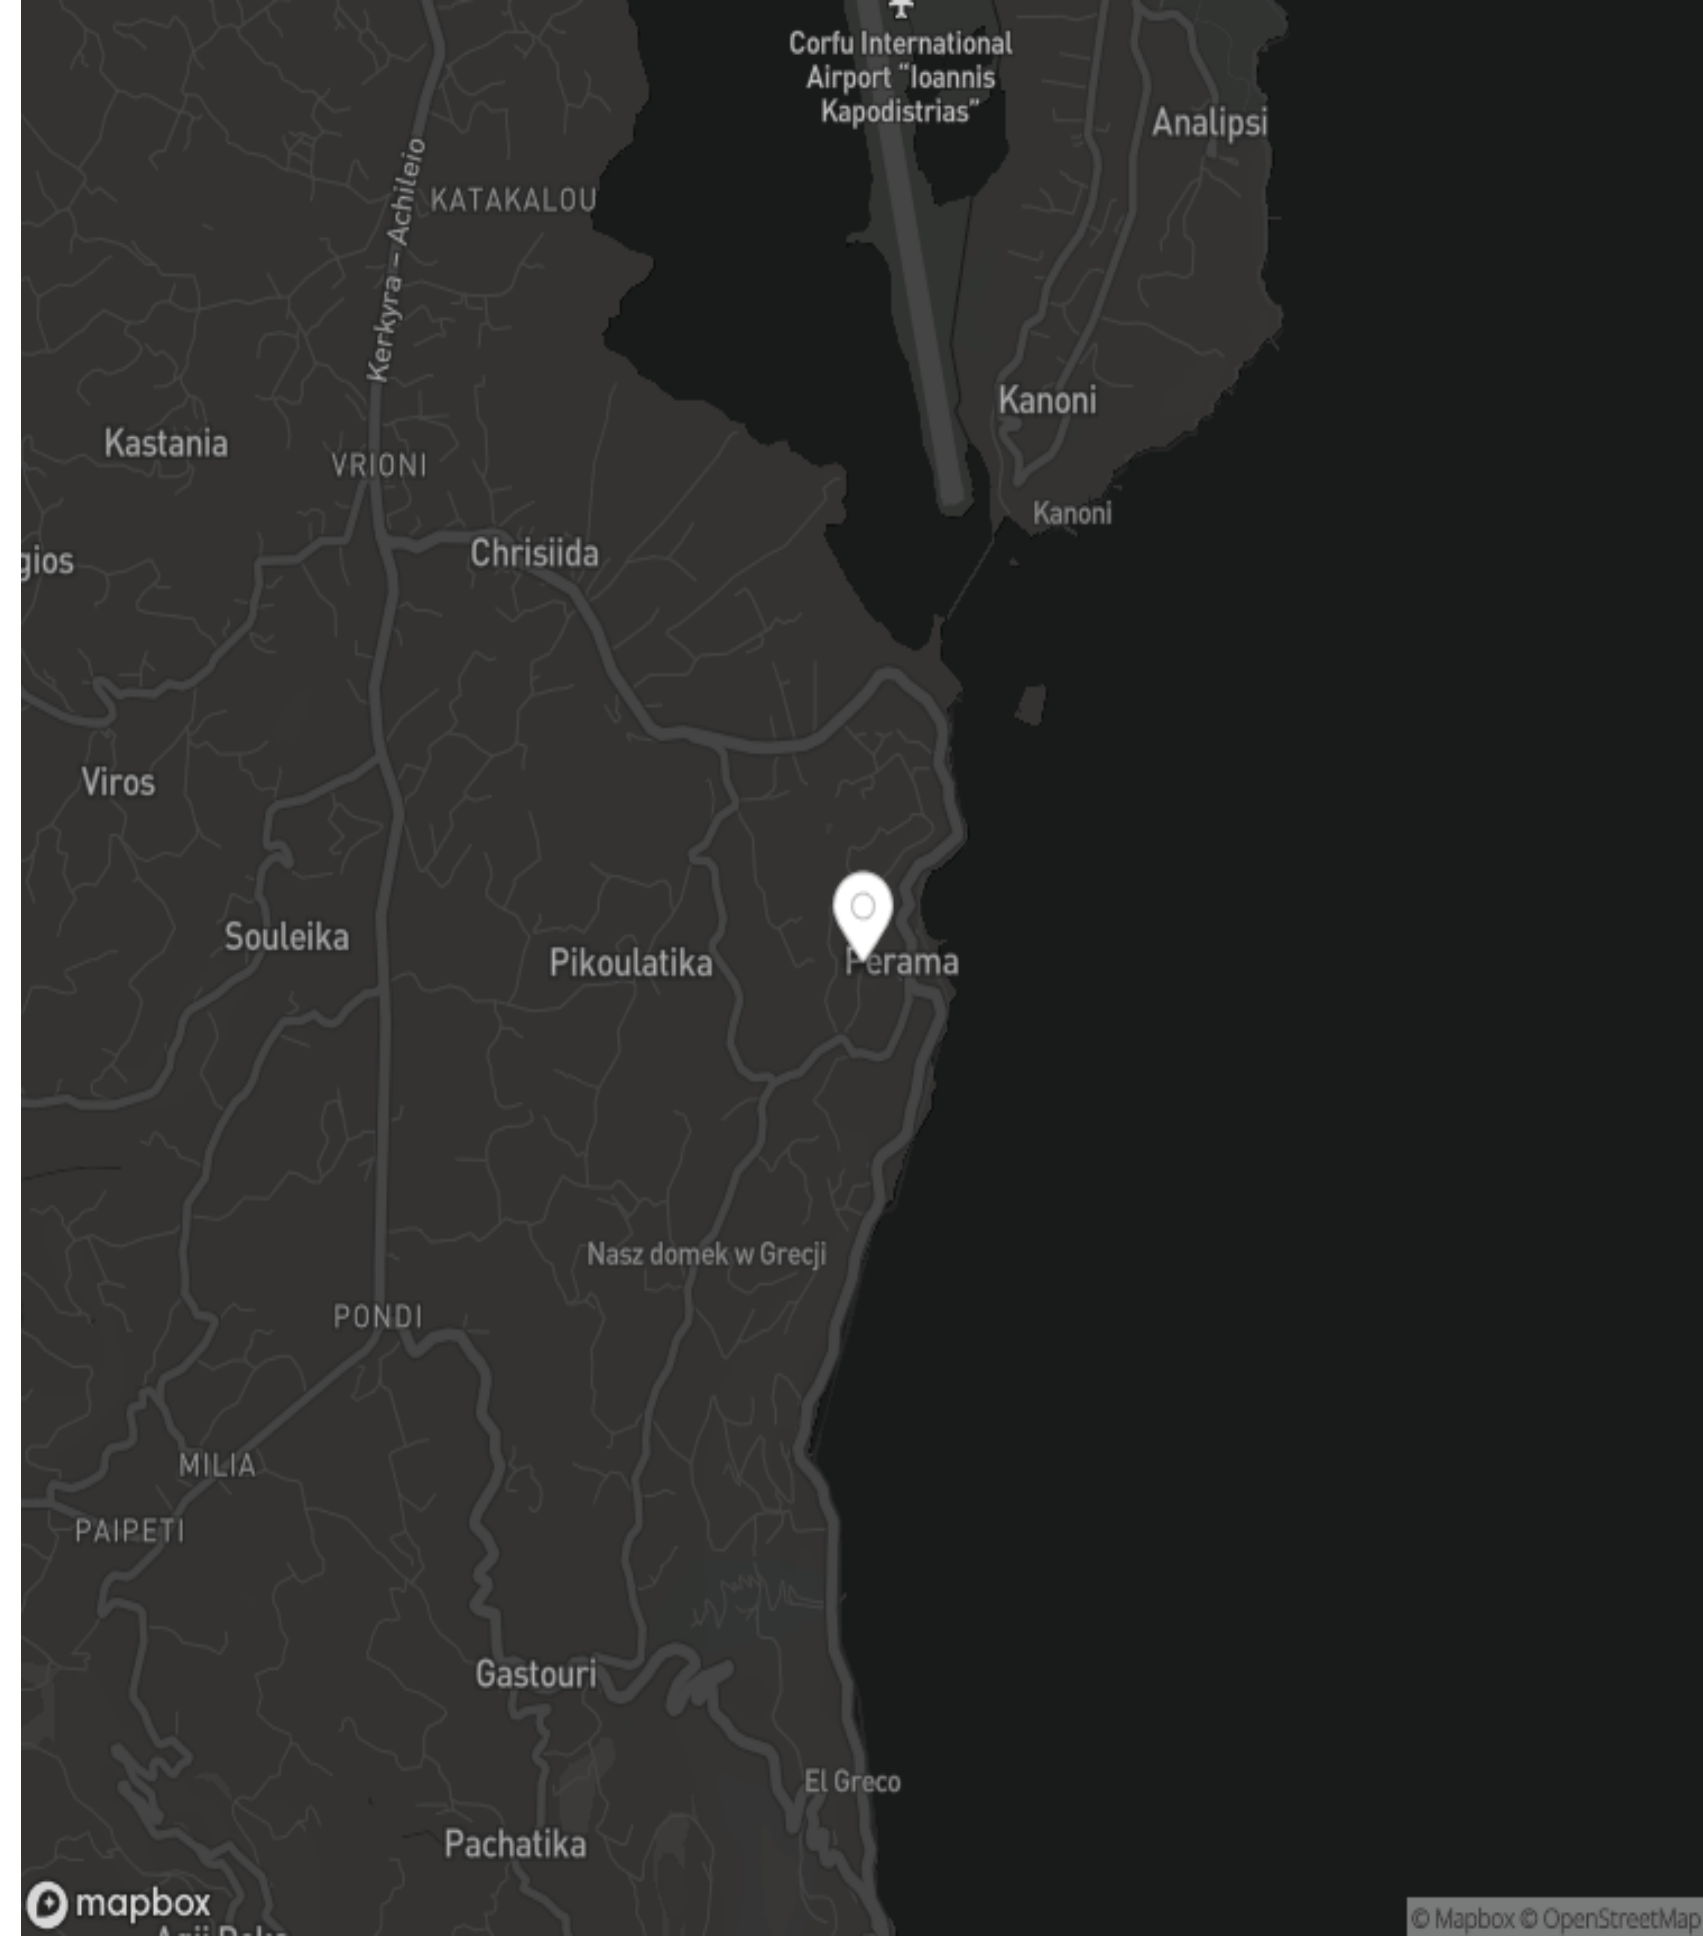 Corfu International
Airport “Ioannis
Kapodistrias”
Analipsi
Kerkyra – Achileio
KATAKALOU
Kanoni
Kastania
VRIONI
Kanoni
Chrisiida
gios
Viros
Souleika
Pikoulatika
Perama
Nasz domek w Grecji
PONDI
MILIA
PAIPETI
Gastouri
El Greco
Pachatika
mapbox
© Mapbox © OpenStreetMap